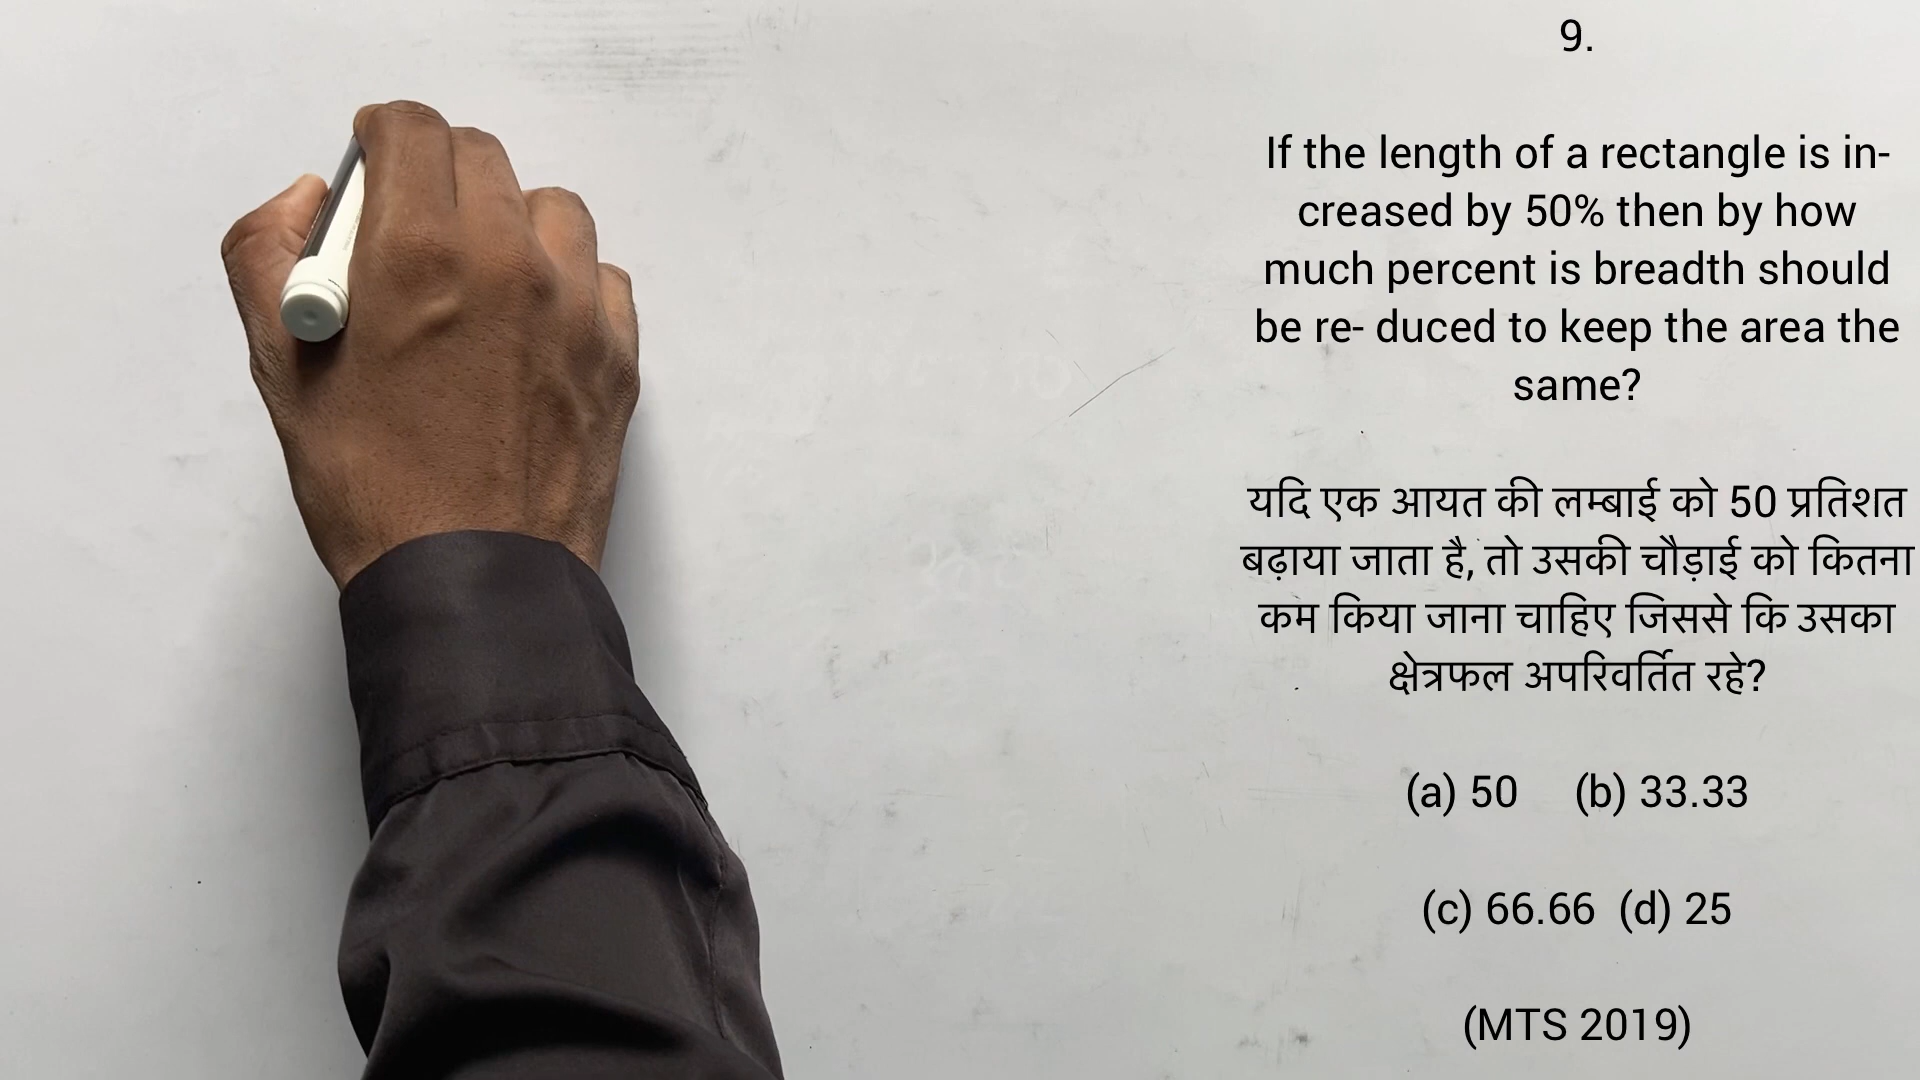 9.
If the length of a rectangle is in-
creased by 50% then by how
much percent is breadth should
be re- duced to keep the area the
same?
यदि एक आयत की लम्बाई को 50 प्रतिशत
बढ़ाया जाता है, तो उसकी चौड़ाई को कितना
कम किया जाना चाहिए जिससे कि उसका
क्षेत्रफल अपरिवर्तित रहे?
(a) 50 (b) 33.33
(c) 66.66 (d) 25
(MTS 2019)